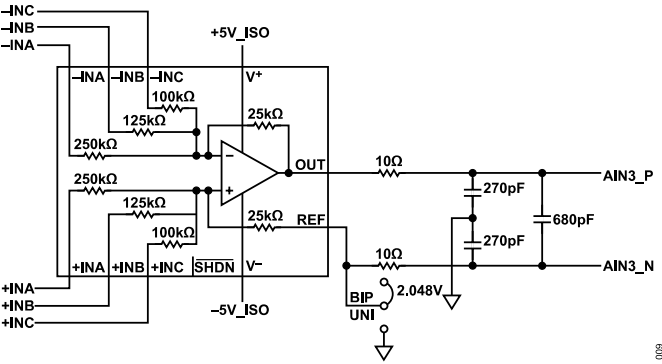 –INC
–INB
–INA
+5V_ISO
–INA –INB –INC V+
100kΩ
125kΩ
250kΩ
25kΩ
–
OUT
10Ω
AIN3_P
250kΩ
+
125kΩ
100kΩ
25kΩ
REF
270pF
270pF
680pF
10Ω
AIN3_N
+INA +INB +INC SHDN V–
+INA
+INB
+INC
–5V_ISO
BIP
UNI
2.048V
009